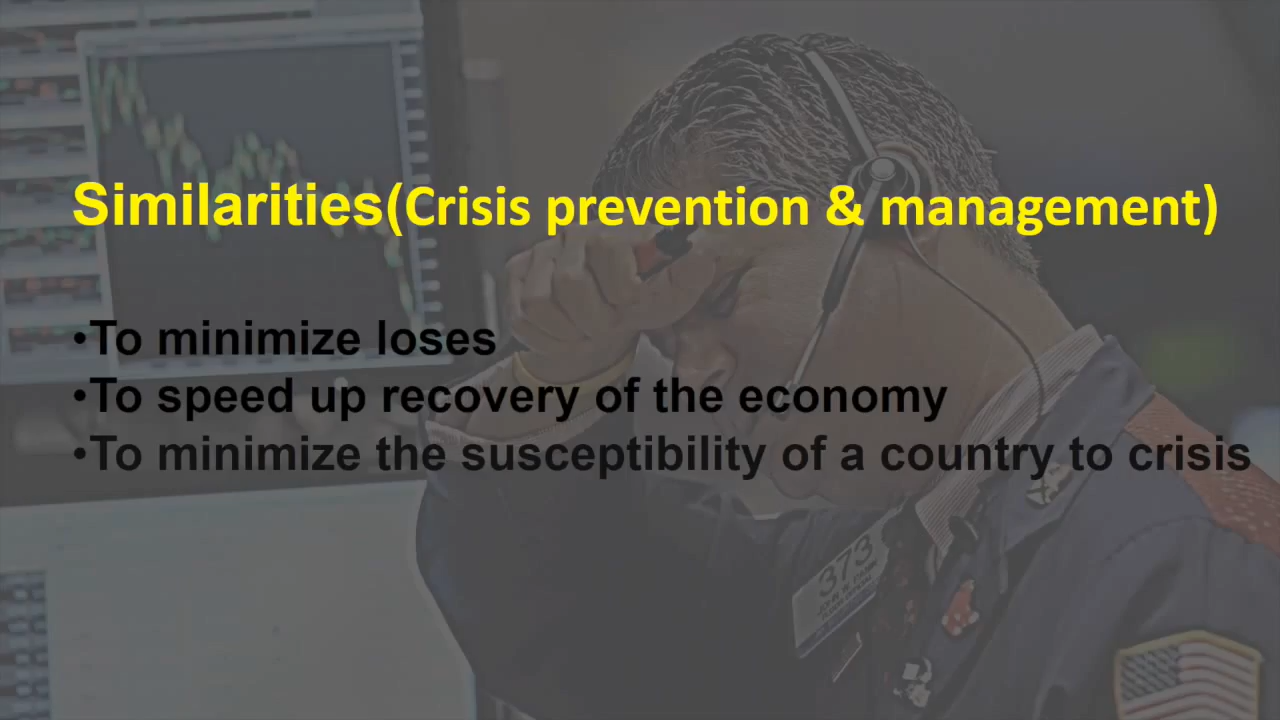 Similarities(Crisis prevention & management)
•To minimize loses
•To speed up recovery of the economy
•To minimize the susceptibility of a country to crisis
373